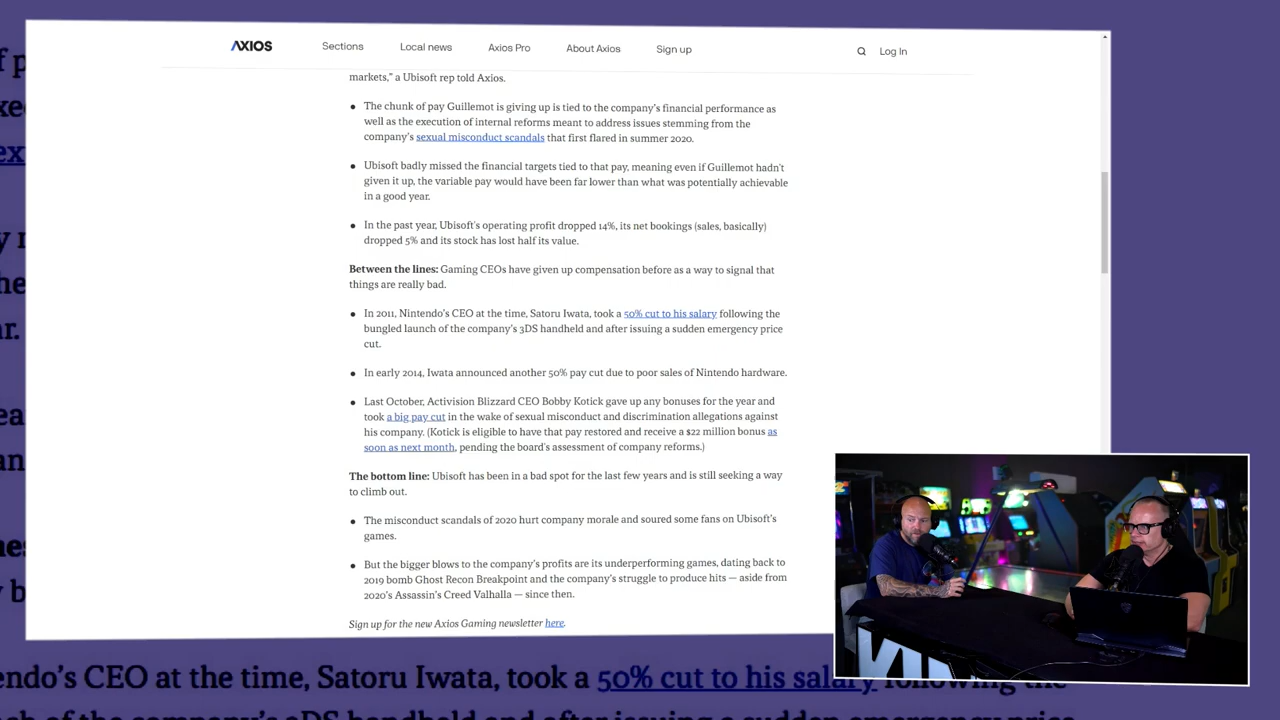 AXIOS
Sections
Local news
Axios Pro
About Axios
Sign up
Log In
markets," a Ubisoft rep told Axios.
• The chunk of pay Guillemot is giving up is tied to the company's financial performance as
well as the execution of internal reforms meant to address issues stemming from the
company's sexual misconduct scandals that first flared in summer 2020.
• Ubisoft badly missed the financial targets tied to that pay, meaning even if Guillemot hadn't
given it up, the variable pay would have been far lower than what was potentially achievable
in a good year.
• In the past year, Ubisoft's operating profit dropped 14%, its net bookings (sales, basically)
dropped 5% and its stock has lost half its value.
Between the lines: Gaming CEOs have given up compensation before as a way to signal that
things are really bad.
• In 2011, Nintendo's CEO at the time, Satoru Iwata, took a 50% cut to his salary following the
bungled launch of the company's 3DS handheld and after issuing a sudden emergency price
cut.
• In early 2014, Iwata announced another 50% pay cut due to poor sales of Nintendo hardware.
• Last October, Activision Blizzard CEO Bobby Kotick gave up any bonuses for the year and
took a big pay cut in the wake of sexual misconduct and discrimination allegations against
his company. (Kotick is eligible to have that pay restored and receive a $22 million bonus as
soon as next month, pending the board's assessment of company reforms.)
The bottom line: Ubisoft has been in a bad spot for the last few years and is still seeking a way
to climb out.
• The misconduct scandals of 2020 hurt company morale and soured some fans on Ubisoft's
games.
• But the bigger blows to the company's profits are its underperforming games, dating back to
2019 bomb Ghost Recon Breakpoint and the company's struggle to produce hits — aside from
2020's Assassin's Creed Valhalla — since then.
Sign up for the new Axios Gaming newsletter here.
endo's CEO at the time, Satoru Iwata, took a 50% cut to his salary following the